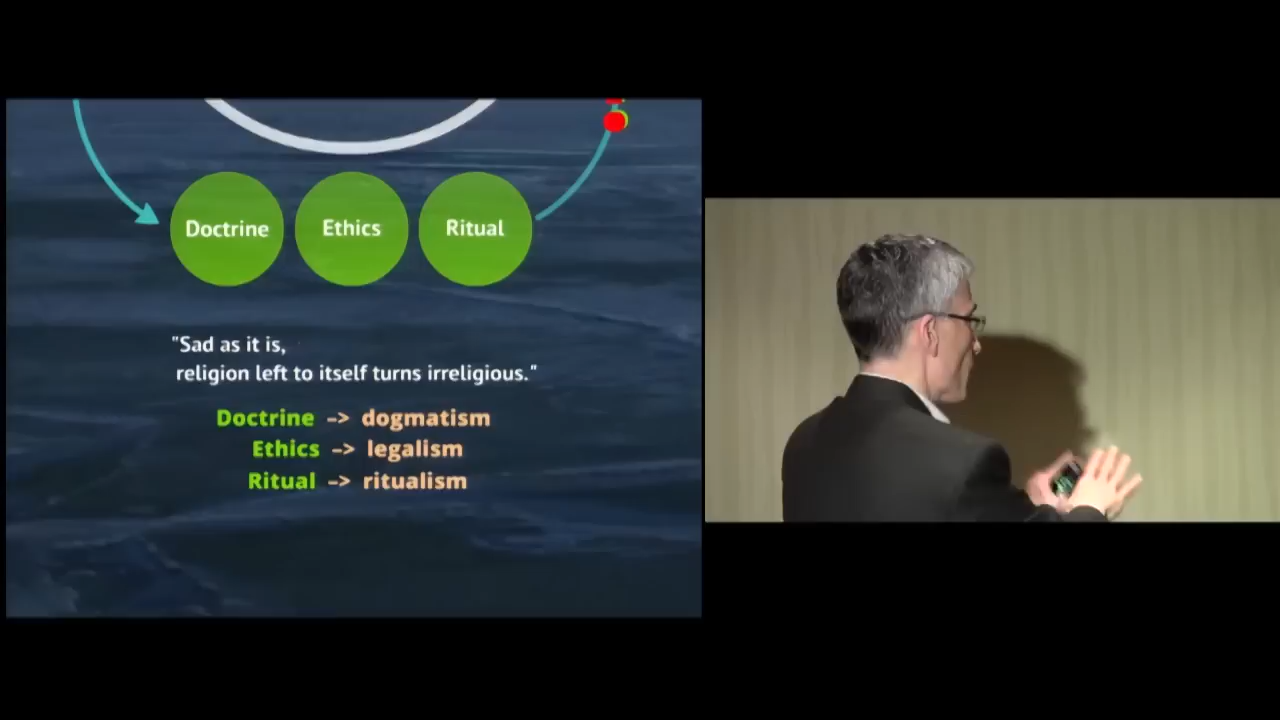 Doctrine
Ethics
Ritual
"Sad as it is,
religion left to itself turns irreligious."
Doctrine -> dogmatism
Ethics -> legalism
Ritual -> ritualism